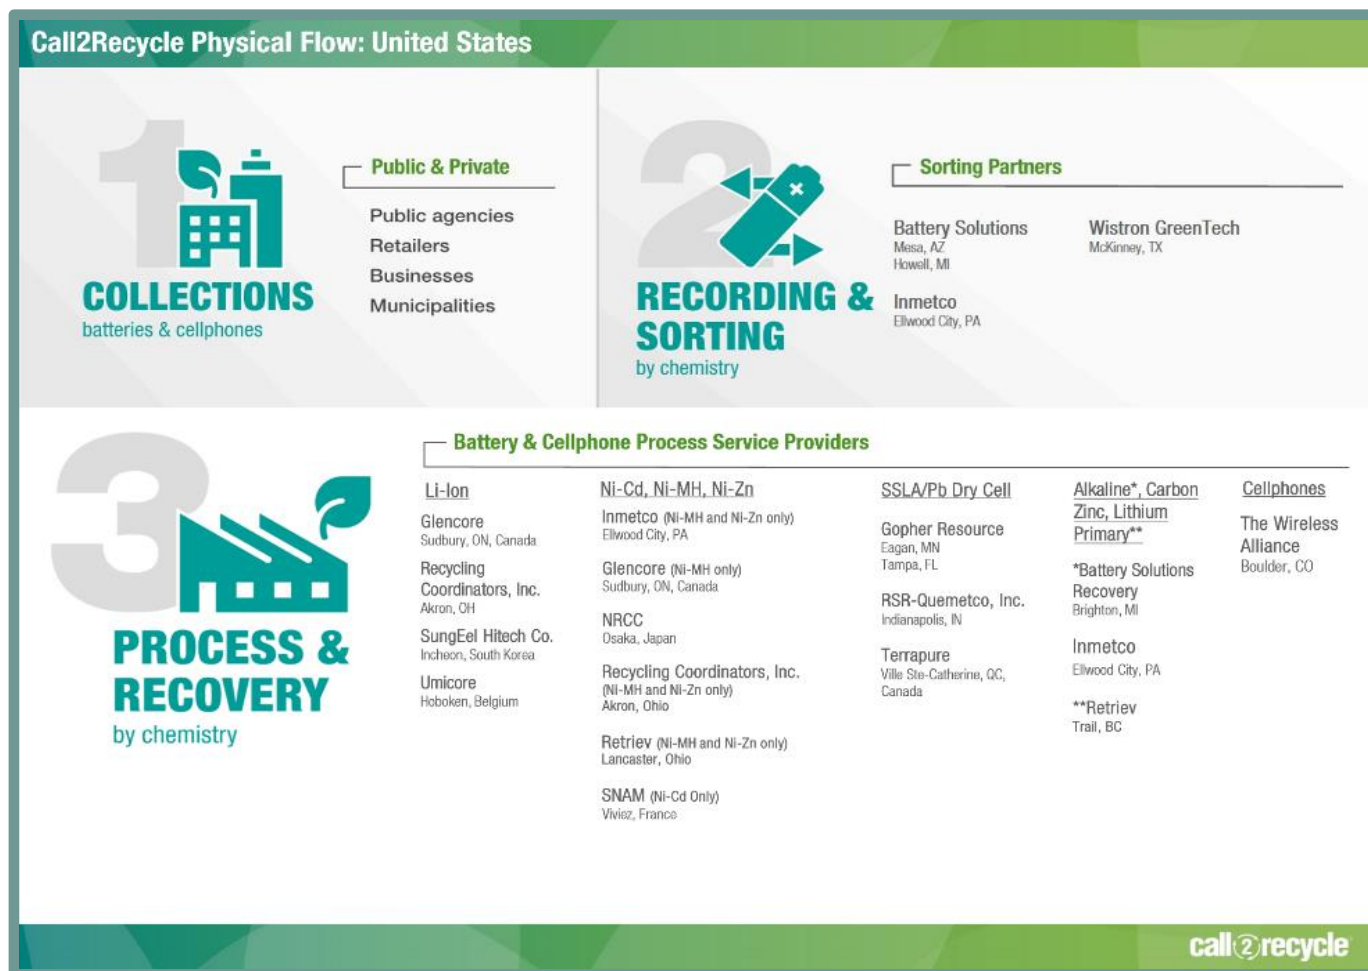 Call2Recycle Physical Flow: United States
1
COLLECTIONS
batteries & cellphones
Public & Private
Public agencies
Retailers
Businesses
Municipalities
2
RECORDING &
SORTING
by chemistry
Sorting Partners
Battery Solutions
Mesa, AZ
Howell, MI
Inmetco
Ellwood City, PA
Wistron GreenTech
McKinney, TX
3
PROCESS &
RECOVERY
by chemistry
Battery & Cellphone Process Service Providers
Li-Ion
Glencore
Sudbury, ON, Canada
Recycling
Coordinators, Inc.
Akron, OH
SungEel Hitech Co.
Incheon, South Korea
Umicore
Hoboken, Belgium
Ni-Cd, Ni-MH, Ni-Zn
Inmetco (Ni-MH and Ni-Zn only)
Ellwood City, PA
Glencore (Ni-MH only)
Sudbury, ON, Canada
NRCC
Osaka, Japan
Recycling Coordinators, Inc.
(Ni-MH and Ni-Zn only)
Akron, Ohio
Retriev (Ni-MH and Ni-Zn only)
Lancaster, Ohio
SNAM (Ni-Cd Only)
Viviez, France
SSLA/Pb Dry Cell
Gopher Resource
Eagan, MN
Tampa, FL
RSR-Quemetco, Inc.
Indianapolis, IN
Terrapure
Ville Ste-Catherine, QC,
Canada
Alkaline*, Carbon
Zinc, Lithium
Primary**
*Battery Solutions
Recovery
Brighton, MI
Inmetco
Ellwood City, PA
**Retriev
Trail, BC
Cellphones
The Wireless
Alliance
Boulder, CO
call2recycle